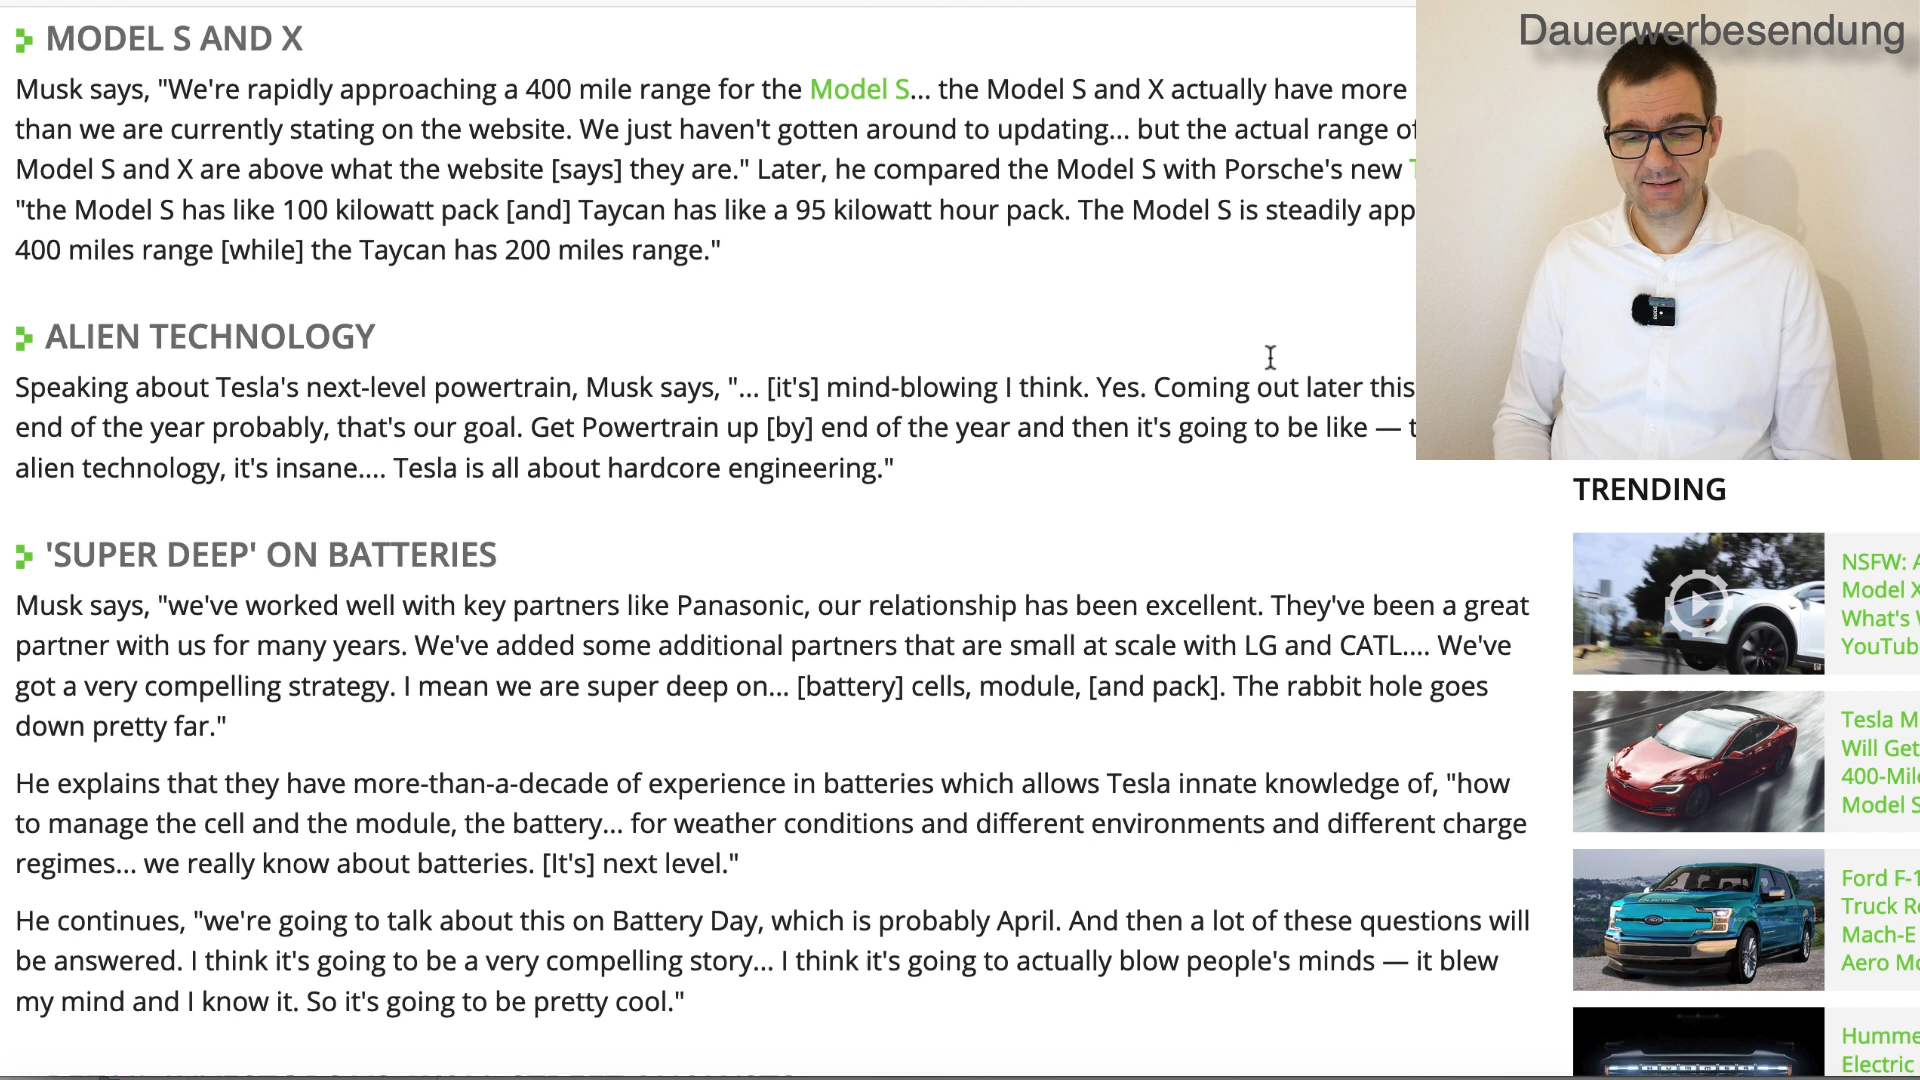 Dauerwerbesendung
MODEL S AND X
Musk says, "We're rapidly approaching a 400 mile range for the Model S... the Model S and X actually have more
than we are currently stating on the website. We just haven't gotten around to updating... but the actual range of
Model S and X are above what the website [says] they are." Later, he compared the Model S with Porsche's new
"the Model S has like 100 kilowatt pack [and] Taycan has like a 95 kilowatt hour pack. The Model S is steadily app
400 miles range [while] the Taycan has 200 miles range."
ALIEN TECHNOLOGY
Speaking about Tesla's next-level powertrain, Musk says, "... [it's] mind-blowing I think. Yes. Coming out later this
end of the year probably, that's our goal. Get Powertrain up [by] end of the year and then it's going to be like — t
alien technology, it's insane.... Tesla is all about hardcore engineering."
'SUPER DEEP' ON BATTERIES
Musk says, "we've worked well with key partners like Panasonic, our relationship has been excellent. They've been a great
partner with us for many years. We've added some additional partners that are small at scale with LG and CATL.... We've
got a very compelling strategy. I mean we are super deep on... [battery] cells, module, [and pack]. The rabbit hole goes
down pretty far."
He explains that they have more-than-a-decade of experience in batteries which allows Tesla innate knowledge of, "how
to manage the cell and the module, the battery... for weather conditions and different environments and different charge
regimes... we really know about batteries. [It's] next level."
He continues, "we're going to talk about this on Battery Day, which is probably April. And then a lot of these questions will
be answered. I think it's going to be a very compelling story... I think it's going to actually blow people's minds — it blew
my mind and I know it. So it's going to be pretty cool."
TRENDING
NSFW: A
Model X
What's
YouTub
Tesla M
Will Get
400-Mile
Model S
Ford F-1
Truck Re
Mach-E
Aero Mo
Humme
Electric